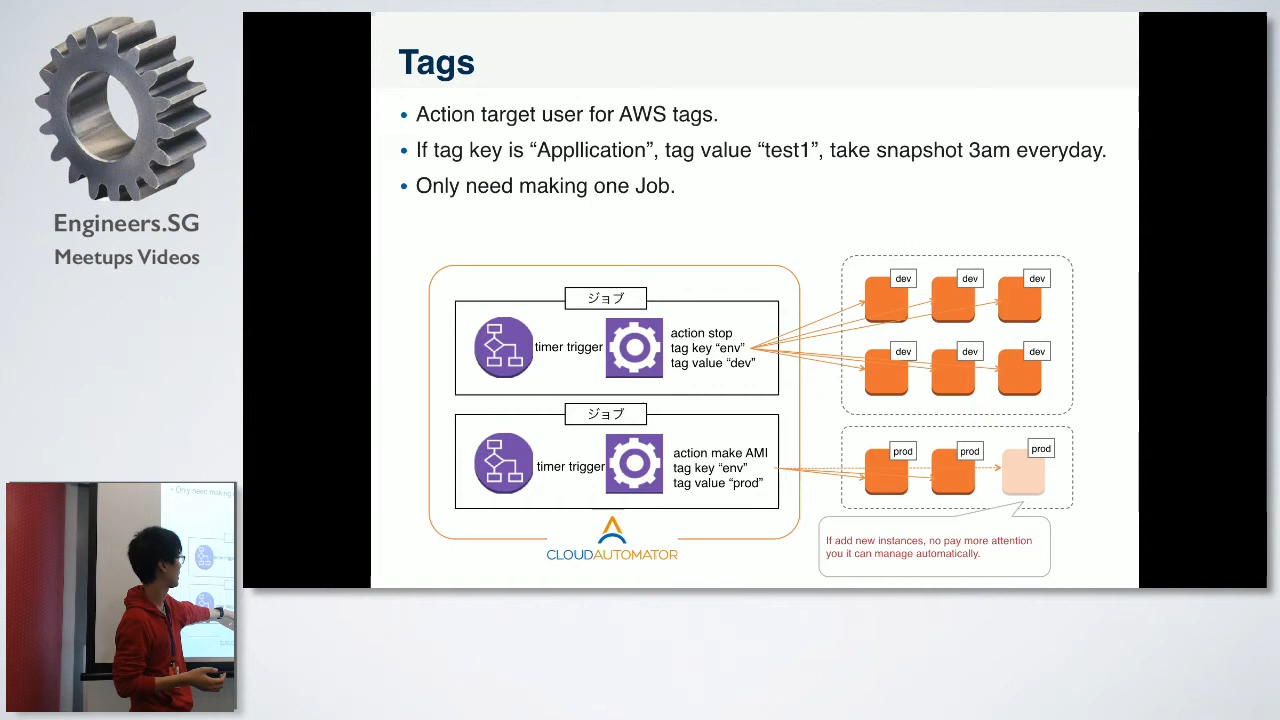 Engineers.SG
Meetups Videos
Tags
• Action target user for AWS tags.
• If tag key is “Appllication”, tag value “test1”, take snapshot 3am everyday.
• Only need making one Job.
ジョブ
timer trigger
action stop
tag key “env”
tag value “dev”
dev
dev
dev
dev
dev
dev
ジョブ
timer trigger
action make AMI
tag key “env”
tag value “prod”
prod
prod
prod
CLOUDAUTOMATOR
If add new instances, no pay more attention
you it can manage automatically.
• Only need making